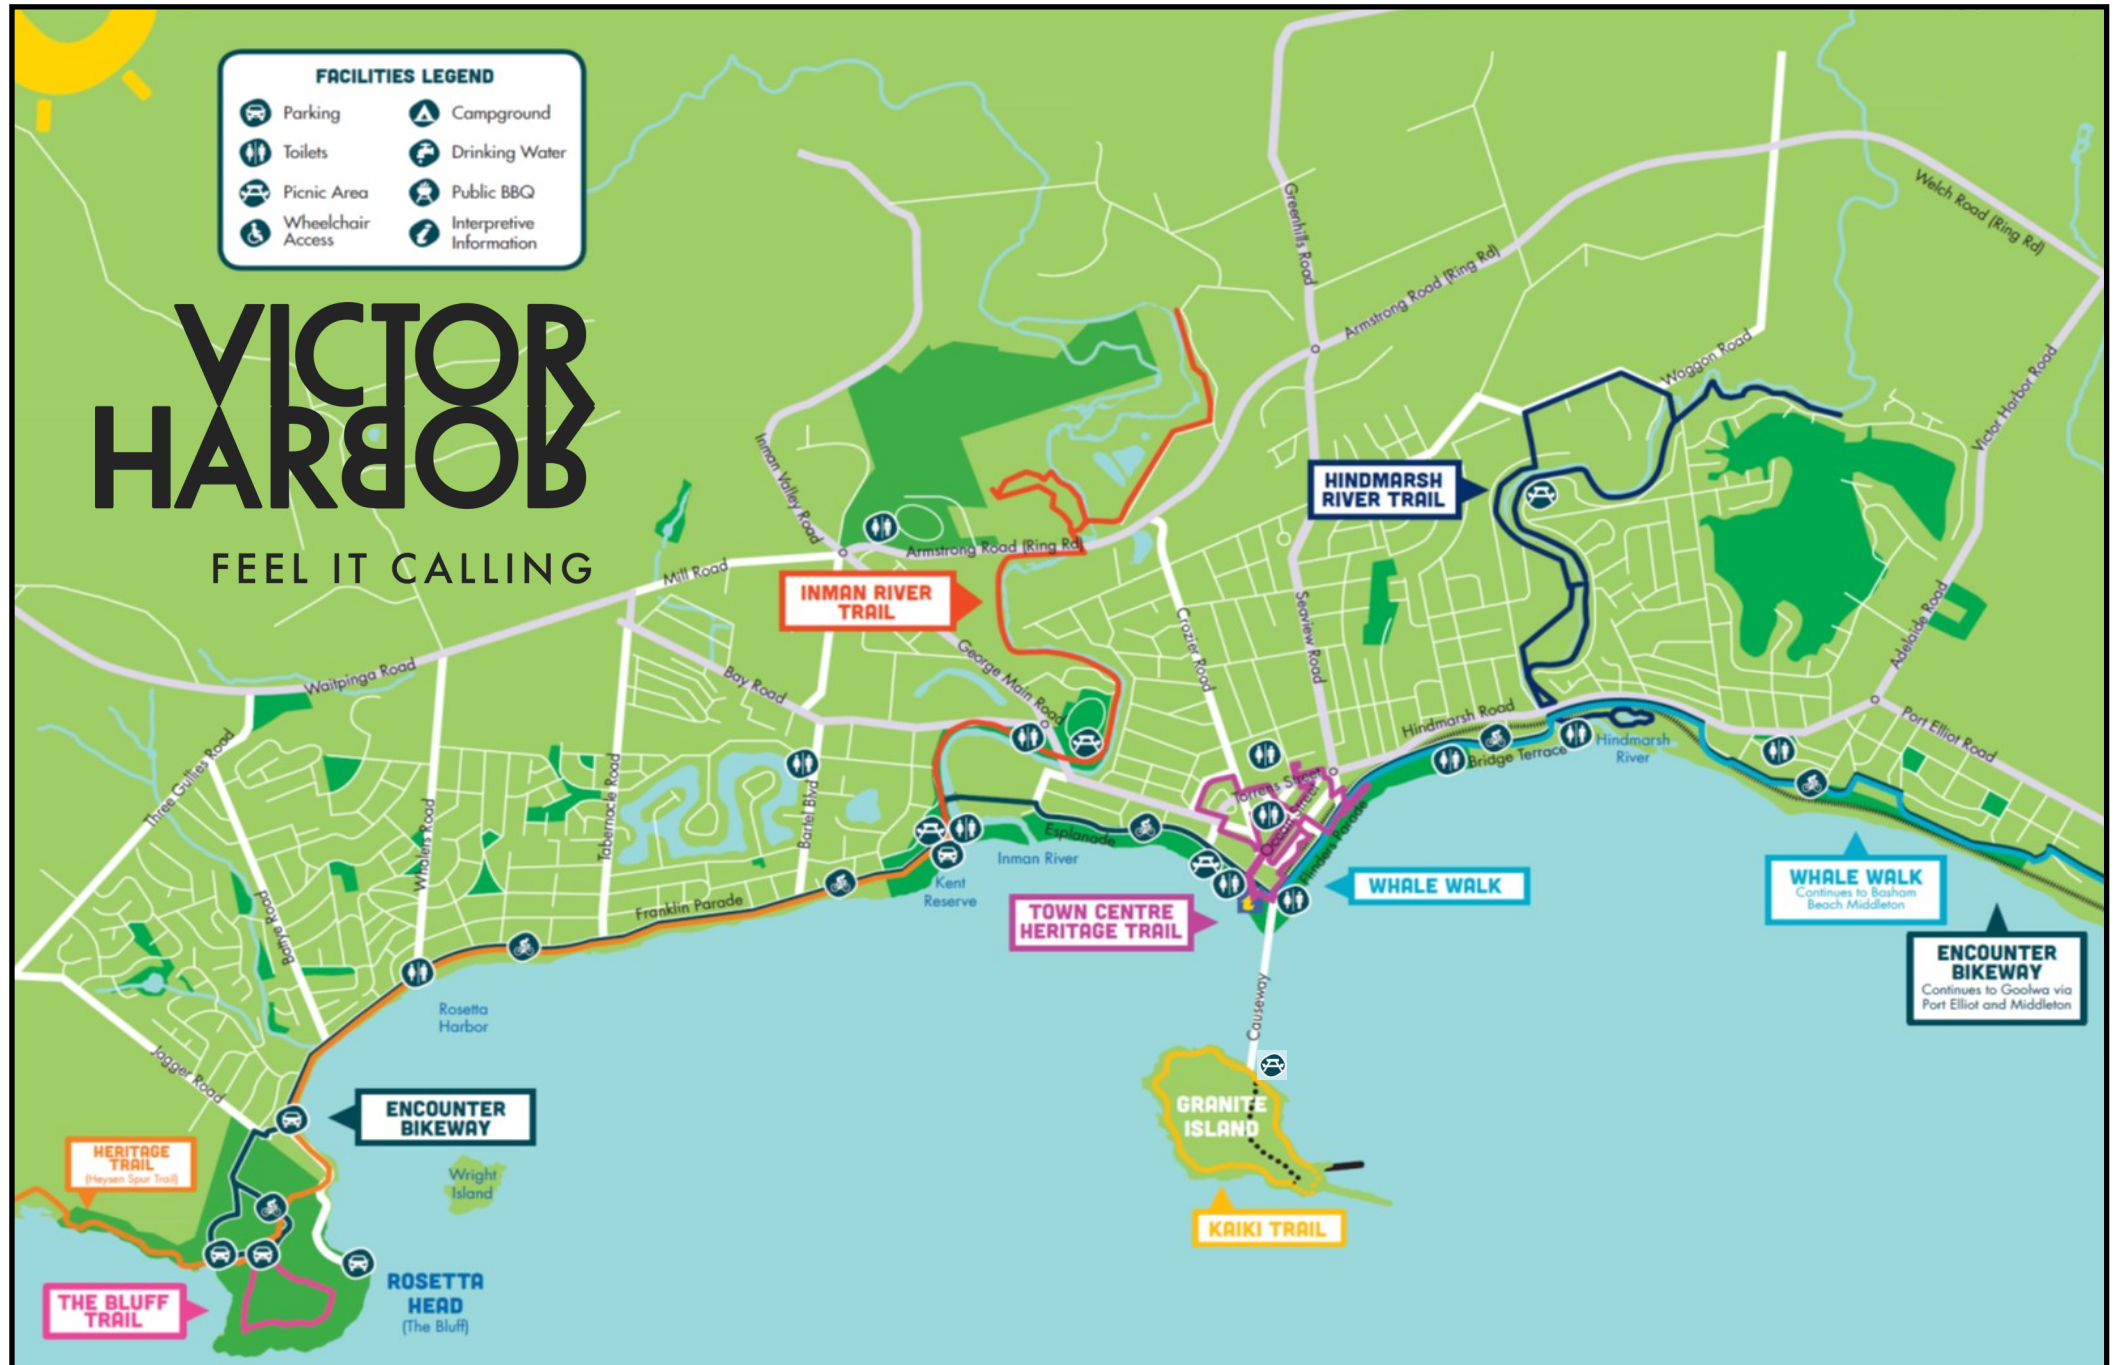 FACILITIES LEGEND
Parking
Toilets
Picnic Area
Wheelchair
Access
Campground
Drinking Water
Public BBQ
Interpretive
Information
VICTOR
HARBOR
FEEL IT CALLING
Greenhills Road
Armstrong Road (Ring Rd)
Welch Road (Ring Rd)
Waggon Road
Victor Harbor Road
Inman Valley Road
HINDMARSH
RIVER TRAIL
Armstrong Road (Ring Rd)
Mill Road
INMAN RIVER
TRAIL
Crozier Road
Seaview Road
Adelaide Road
George Main Road
Waitpinga Road
Bay Road
Hindmarsh Road
Port Elliot Road
Three Gullies Road
Whalers Road
Tabernacle Road
Bartel Blvd
Bridge Terrace
Hindmarsh
River
Torrens Street
Ocean Street
Flinders Parade
Esplanade
Inman River
Kent
Reserve
Franklin Parade
Battye Road
WHALE WALK
WHALE WALK
Continues to Basham
Beach Middleton
TOWN CENTRE
HERITAGE TRAIL
ENCOUNTER
BIKEWAY
Continues to Goolwa via
Port Elliot and Middleton
Causeway
Rosetta
Harbor
Jagger Road
ENCOUNTER
BIKEWAY
GRANITE
ISLAND
HERITAGE
TRAIL
(Heysen Spur Trail)
Wright
Island
KAIKI TRAIL
ROSETTA
HEAD
(The Bluff)
THE BLUFF
TRAIL